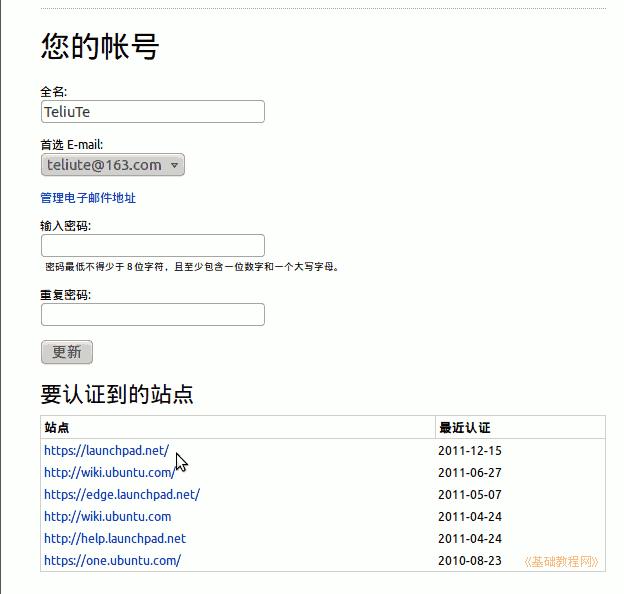 您的帐号
全名:
TeliuTe
首选 E-mail:
teliute@163.com
管理电子邮件地址
输入密码:
密码最低不得少于 8 位字符，且至少包含一位数字和一个大写字母。
重复密码:
更新
要认证到的站点
站点 最近认证
https://launchpad.net/ 2011-12-15
http://wiki.ubuntu.com/ 2011-06-27
https://edge.launchpad.net/ 2011-05-07
http://wiki.ubuntu.com 2011-04-24
http://help.launchpad.net 2011-04-24
https://one.ubuntu.com/ 2010-08-23
《基础教程网》